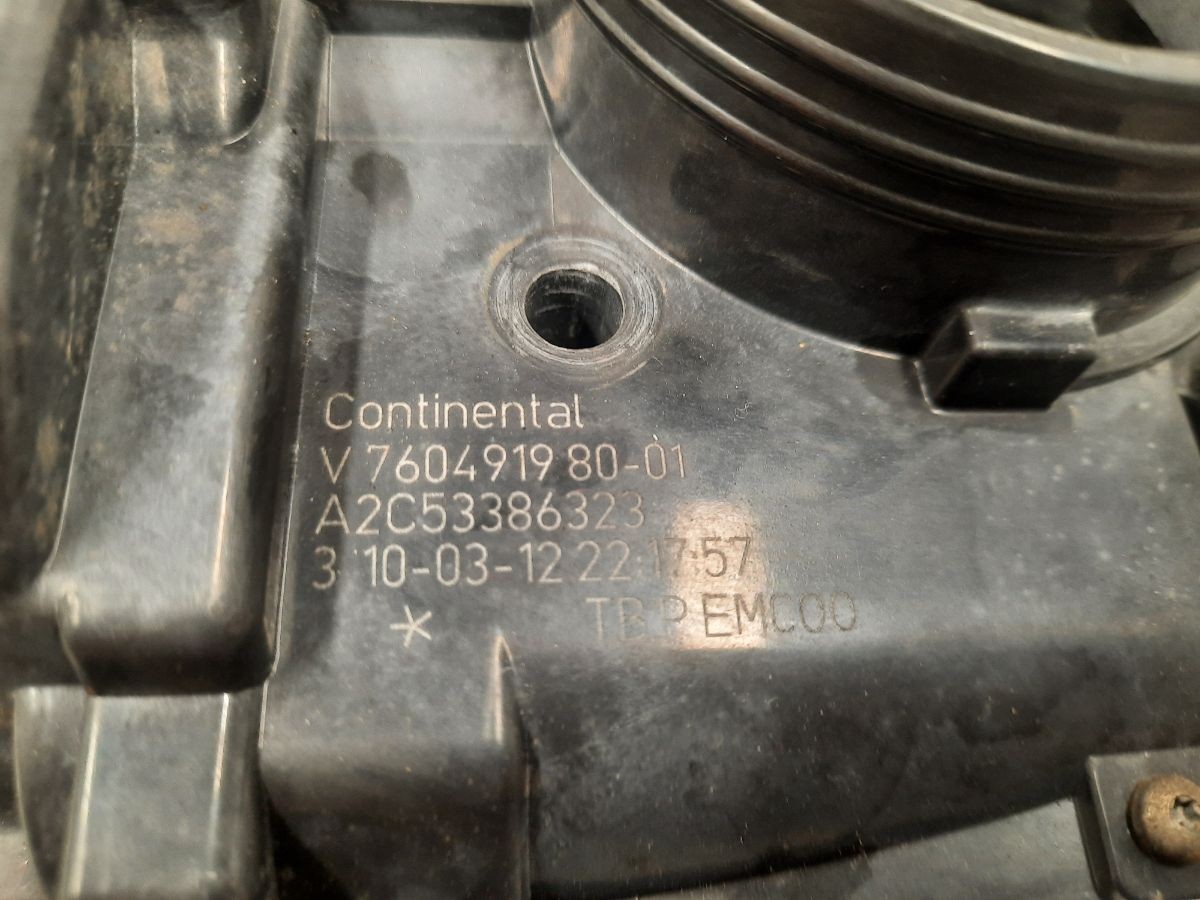 Continental
V 7604919 80-01
A2C53386323
3 10-03-12 22:17:57
* TB P EMC00